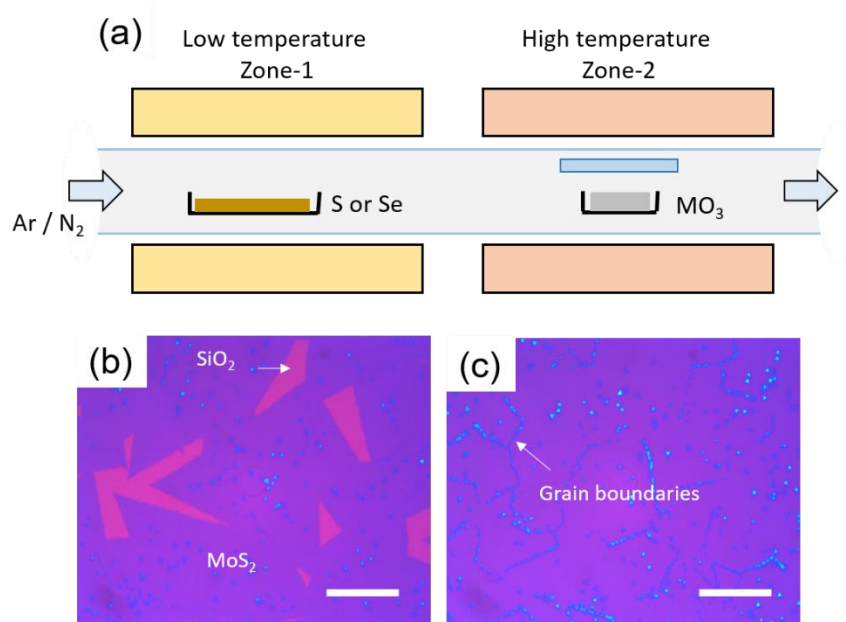 (a)
Low temperature
Zone-1
High temperature
Zone-2
Ar / N₂
S or Se
MO₃
(b)
SiO₂
MoS₂
(c)
Grain boundaries